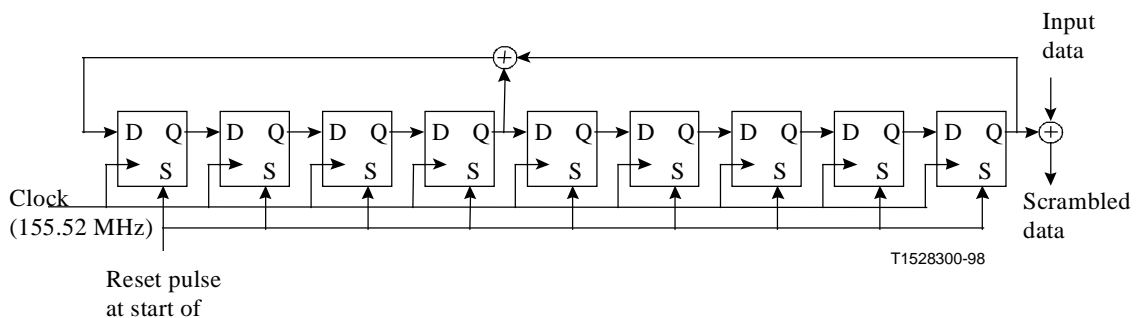 Input
data
D Q D Q D Q D Q D Q D Q D Q D Q D Q
S S S S S S S S S
Clock
(155.52 MHz)
Scrambled
data
T1528300-98
Reset pulse
at start of